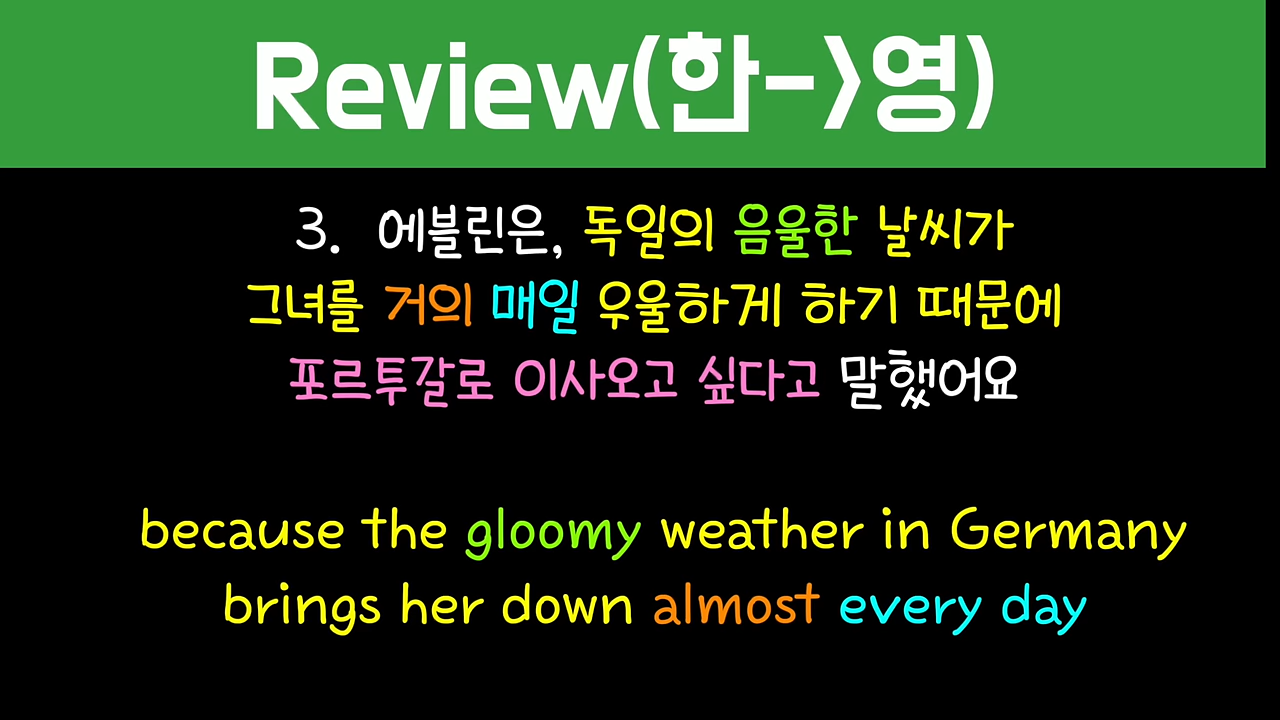 Review(한->영)
3. 에블린은, 독일의 음울한 날씨가
그녀를 거의 매일 우울하게 하기 때문에
포르투갈로 이사오고 싶다고 말했어요
because the gloomy weather in Germany
brings her down almost every day